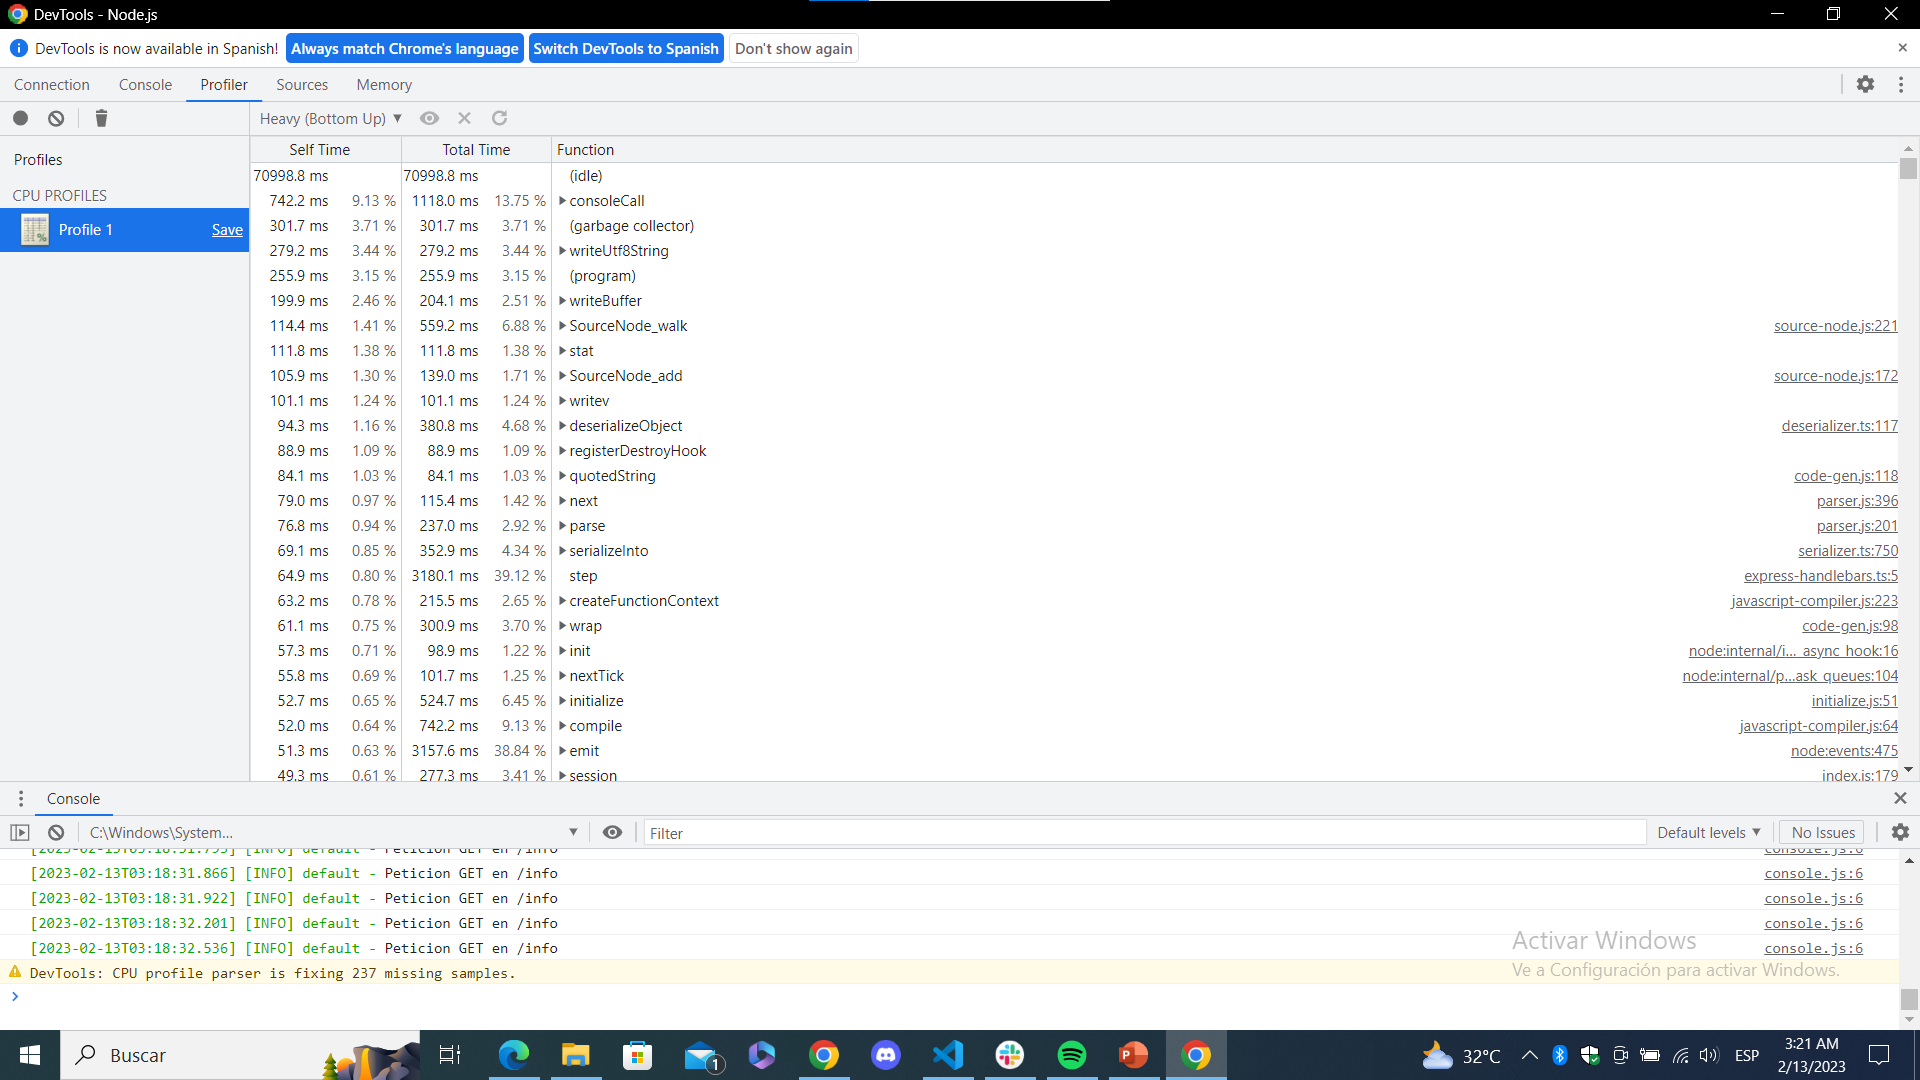 DevTools - Node.js
DevTools is now available in Spanish! Always match Chrome's language Switch DevTools to Spanish Don't show again
Connection Console Profiler Sources Memory
Heavy (Bottom Up)
Profiles
CPU PROFILES
Profile 1 Save
Self Time Total Time Function
70998.8 ms 70998.8 ms (idle)
742.2 ms 9.13 % 1118.0 ms 13.75 % consoleCall
301.7 ms 3.71 % 301.7 ms 3.71 % (garbage collector)
279.2 ms 3.44 % 279.2 ms 3.44 % writeUtf8String
255.9 ms 3.15 % 255.9 ms 3.15 % (program)
199.9 ms 2.46 % 204.1 ms 2.51 % writeBuffer
114.4 ms 1.41 % 559.2 ms 6.88 % SourceNode_walk source-node.js:221
111.8 ms 1.38 % 111.8 ms 1.38 % stat
105.9 ms 1.30 % 139.0 ms 1.71 % SourceNode_add source-node.js:172
101.1 ms 1.24 % 101.1 ms 1.24 % writev
94.3 ms 1.16 % 380.8 ms 4.68 % deserializeObject deserializer.ts:117
88.9 ms 1.09 % 88.9 ms 1.09 % registerDestroyHook
84.1 ms 1.03 % 84.1 ms 1.03 % quotedString code-gen.js:118
79.0 ms 0.97 % 115.4 ms 1.42 % next parser.js:396
76.8 ms 0.94 % 237.0 ms 2.92 % parse parser.js:201
69.1 ms 0.85 % 352.9 ms 4.34 % serializeInto serializer.ts:750
64.9 ms 0.80 % 3180.1 ms 39.12 % step express-handlebars.ts:5
63.2 ms 0.78 % 215.5 ms 2.65 % createFunctionContext javascript-compiler.js:223
61.1 ms 0.75 % 300.9 ms 3.70 % wrap code-gen.js:98
57.3 ms 0.71 % 98.9 ms 1.22 % init node:internal/i... async_hook:16
55.8 ms 0.69 % 101.7 ms 1.25 % nextTick node:internal/p...ask_queues:104
52.7 ms 0.65 % 524.7 ms 6.45 % initialize initialize.js:51
52.0 ms 0.64 % 742.2 ms 9.13 % compile javascript-compiler.js:64
51.3 ms 0.63 % 3157.6 ms 38.84 % emit node:events:475
49.3 ms 0.61 % 277.3 ms 3.41 % session index.js:179
Console
C:\Windows\System... Filter Default levels No Issues
[2023-02-13T03:18:31.793] [INFO] default - Peticion GET en /info console.js:6
[2023-02-13T03:18:31.866] [INFO] default - Peticion GET en /info console.js:6
[2023-02-13T03:18:31.922] [INFO] default - Peticion GET en /info console.js:6
[2023-02-13T03:18:32.201] [INFO] default - Peticion GET en /info console.js:6
[2023-02-13T03:18:32.536] [INFO] default - Peticion GET en /info console.js:6
DevTools: CPU profile parser is fixing 237 missing samples.
Activar Windows
Ve a Configuración para activar Windows.
Buscar 1 32°C ESP 3:21 AM
2/13/2023